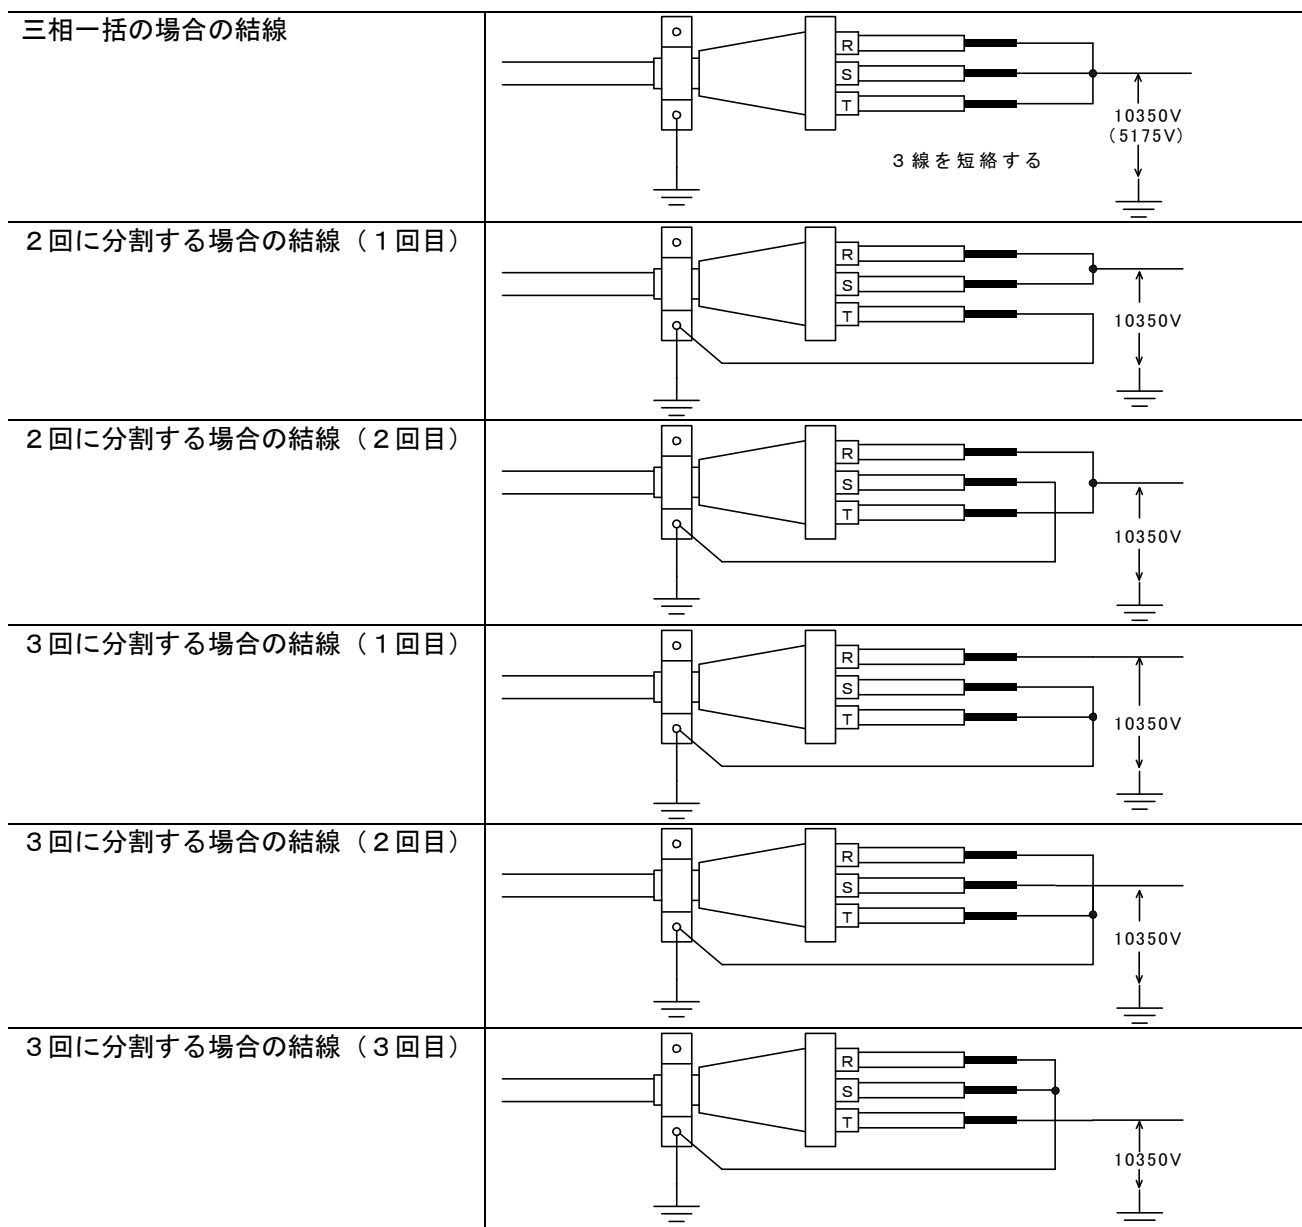 三相一括の場合の結線
R
S
T
10350V
(5175V)
3線を短絡する
2回に分割する場合の結線（1回目）
R
S
T
10350V
2回に分割する場合の結線（2回目）
R
S
T
10350V
3回に分割する場合の結線（1回目）
R
S
T
10350V
3回に分割する場合の結線（2回目）
R
S
T
10350V
3回に分割する場合の結線（3回目）
R
S
T
10350V